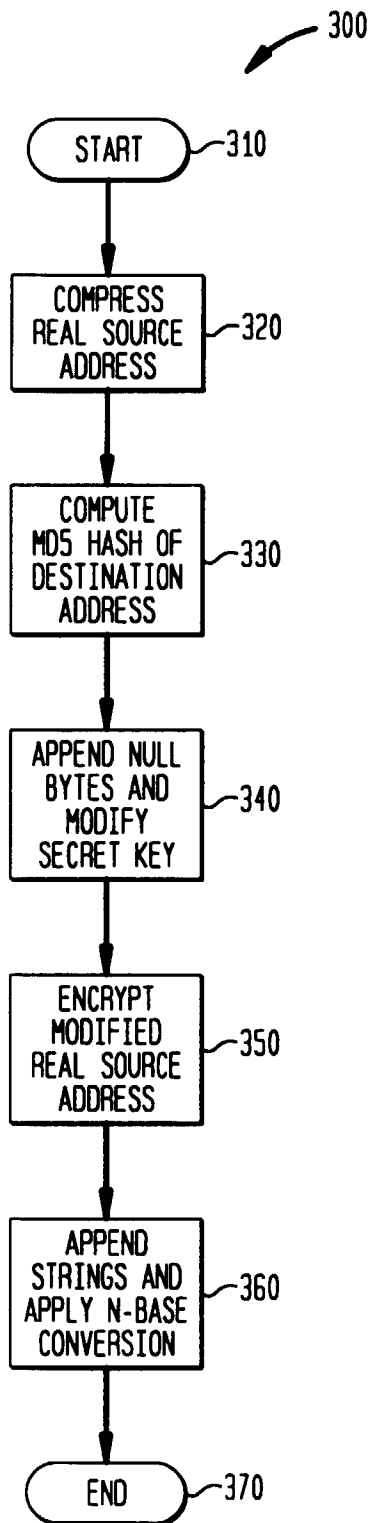 300
START
310
COMPRESS
REAL SOURCE
ADDRESS
320
COMPUTE
MD5 HASH OF
DESTINATION
ADDRESS
330
APPEND NULL
BYTES AND
MODIFY
SECRET KEY
340
ENCRYPT
MODIFIED
REAL SOURCE
ADDRESS
350
APPEND
STRINGS AND
APPLY N-BASE
CONVERSION
360
END
370